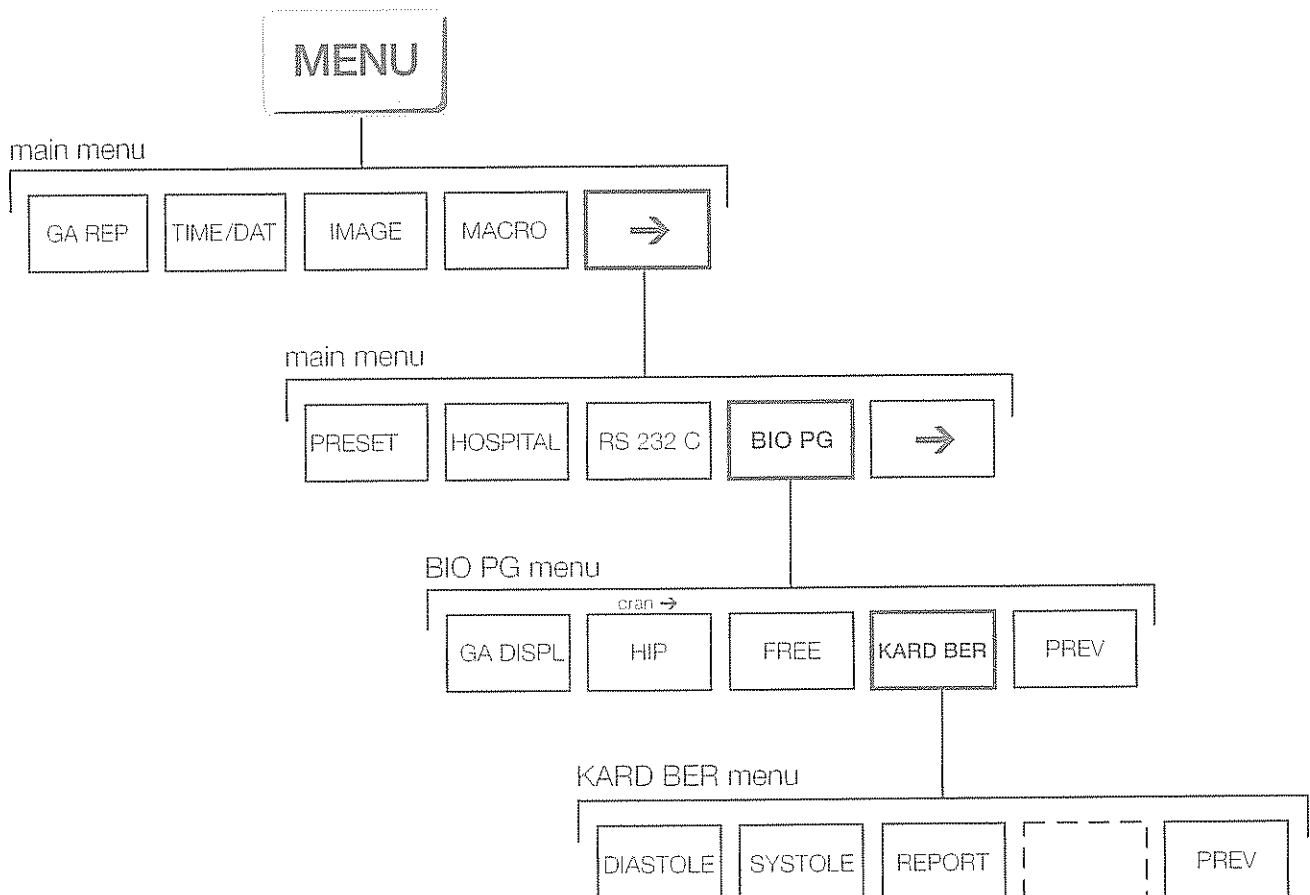 MENU
main menu
GA REP TIME/DAT IMAGE MACRO →
main menu
PRESET HOSPITAL RS 232 C BIO PG →
BIO PG menu
cran →
GA DISPL HIP FREE KARD BER PREV
KARD BER menu
DIASTOLE SYSTOLE REPORT PREV